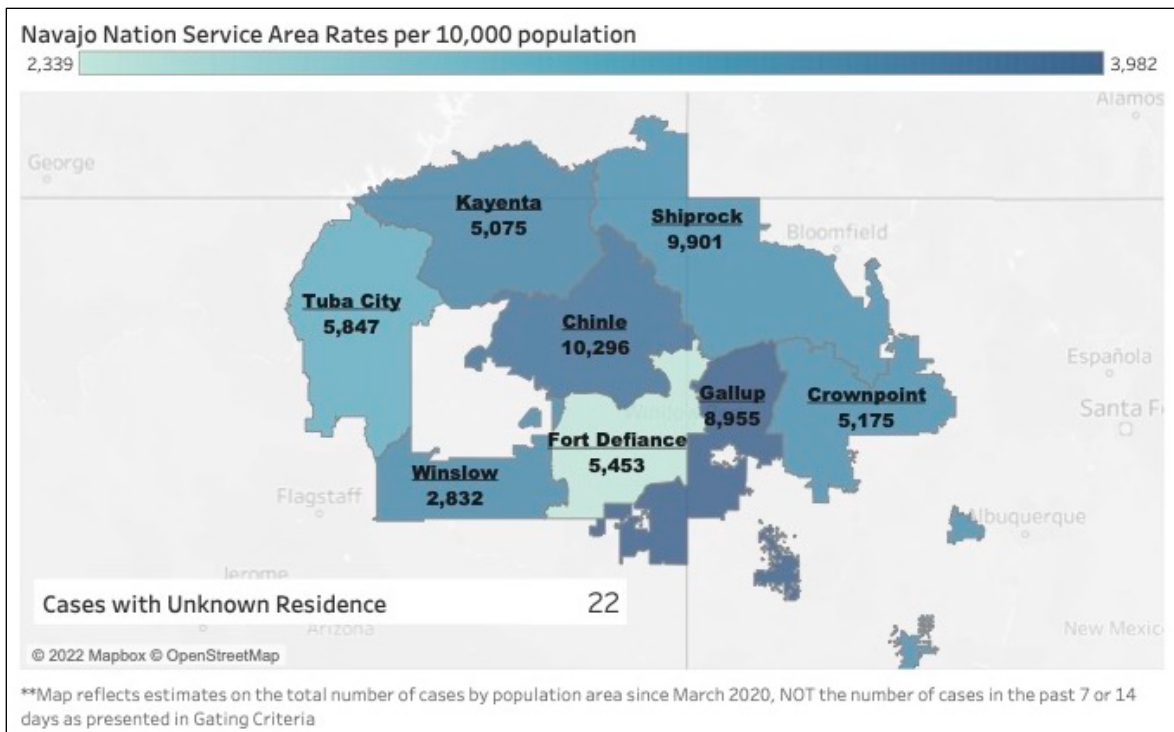 Navajo Nation Service Area Rates per 10,000 population
2,339
3,982
Alamos
George
Kayenta
5,075
Shiprock
9,901
Bloomfield
Tuba City
5,847
Chinle
10,296
Española
Gallup
8,955
Crownpoint
5,175
Santa F
Window
Fort Defiance
5,453
Winslow
2,832
Flagstaff
Albuquerque
Jerome
Cases with Unknown Residence 22
Arizona
New Mexico
© 2022 Mapbox © OpenStreetMap
**Map reflects estimates on the total number of cases by population area since March 2020, NOT the number of cases in the past 7 or 14
days as presented in Gating Criteria